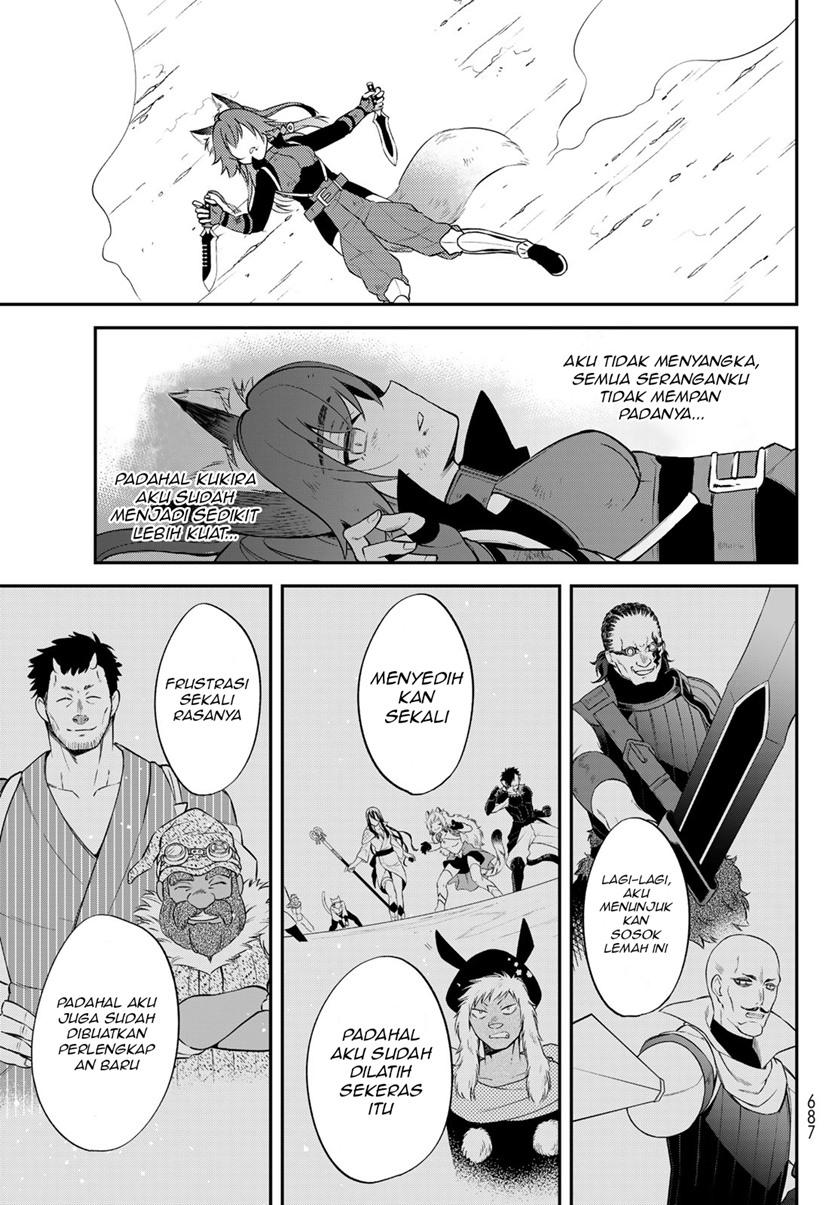 AKU TIDAK MENYANGKA,
SEMUA SERANGANKU
TIDAK MEMPAN
PADANYA...
PADAHAL KUKIRA
AKU SUDAH
MENJADI SEDIKIT
LEBIH KUAT...
LAGI-LAGI,
AKU
MENUNJUK
KAN
SOSOK
LEMAH INI
MENYEDIH
KAN
SEKALI
PADAHAL
AKU SUDAH
DILATIH
SEKERAS
ITU
FRUSTRASI
SEKALI
RASANYA
PADAHAL AKU
JUGA SUDAH
DIBUATKAN
PERLENGKAP
AN BARU
687